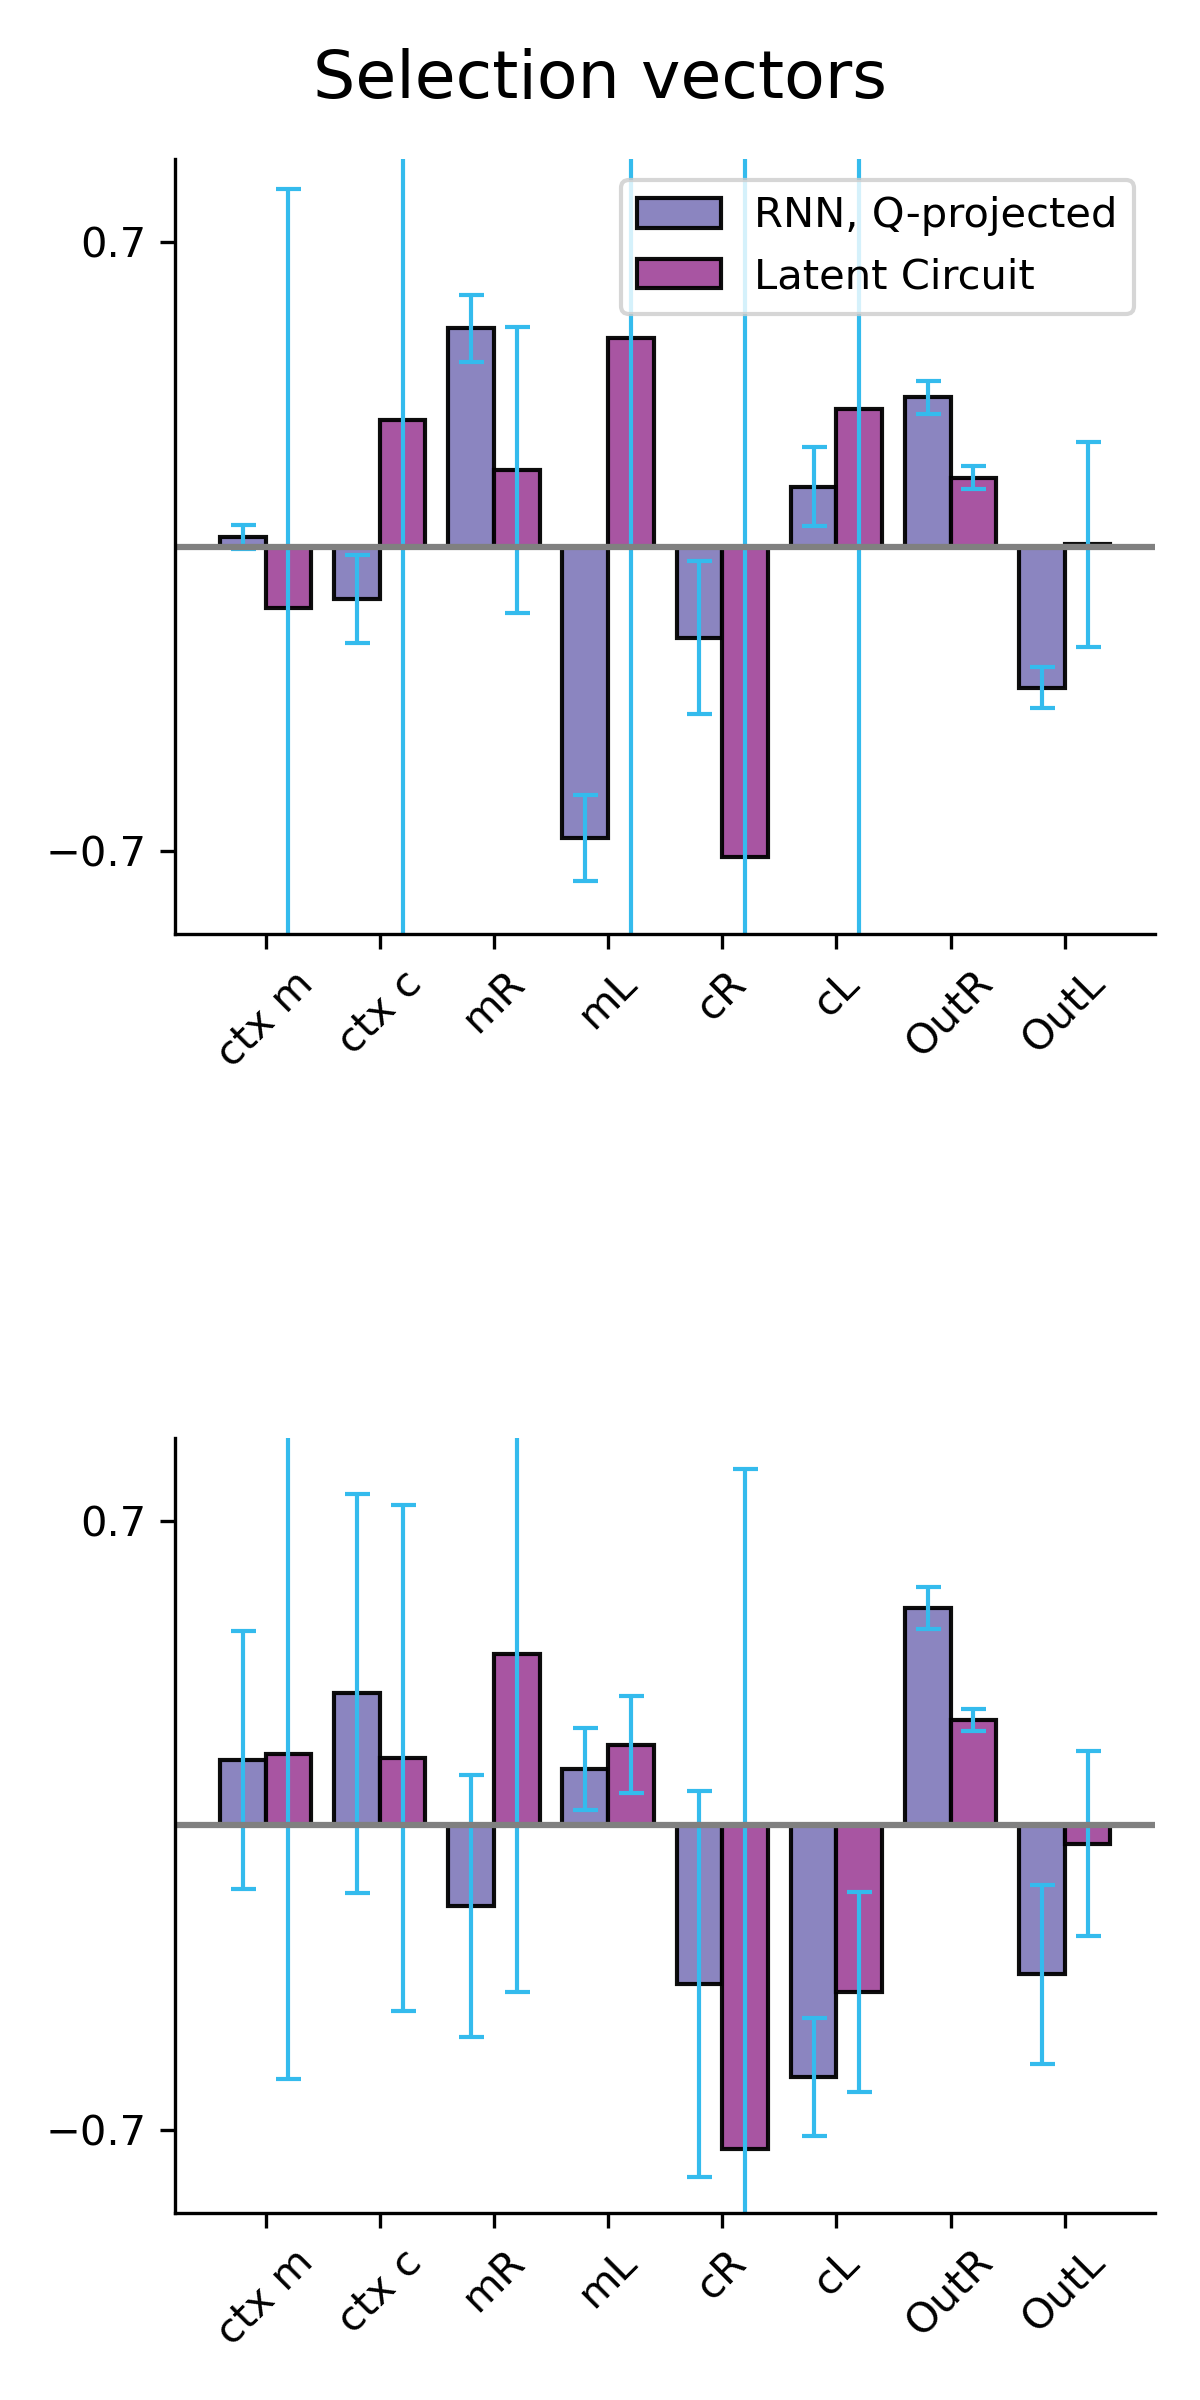 Selection vectors
0.7
RNN, Q-projected
Latent Circuit
−0.7
ctx m
ctx c
mR
mL
cR
cL
OutR
OutL
0.7
−0.7
ctx m
ctx c
mR
mL
cR
cL
OutR
OutL